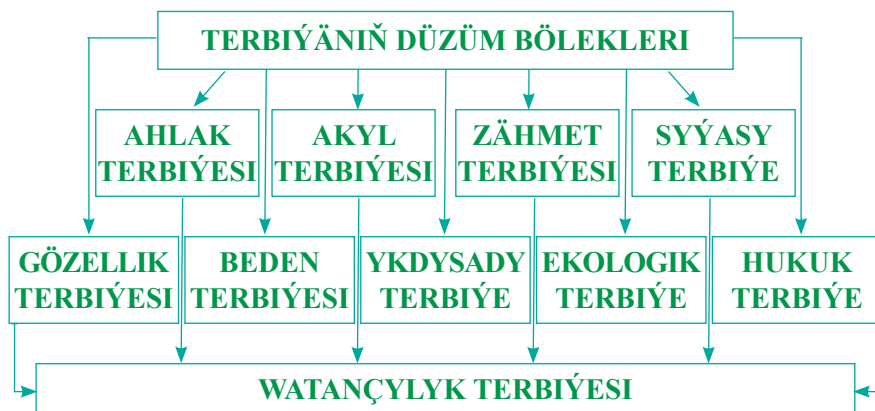 TERBIÝÄNIŇ DÜZÜM BÖLEKLERI
AHLAK
TERBIÝESI
AKYL
TERBIÝESI
ZÄHMET
TERBIÝESI
SYÝASY
TERBIÝE
GÖZELLIK
TERBIÝESI
BEDEN
TERBIÝESI
YKDYSADY
TERBIÝE
EKOLOGIK
TERBIÝE
HUKUK
TERBIÝE
WATANÇYLYK TERBIÝESI